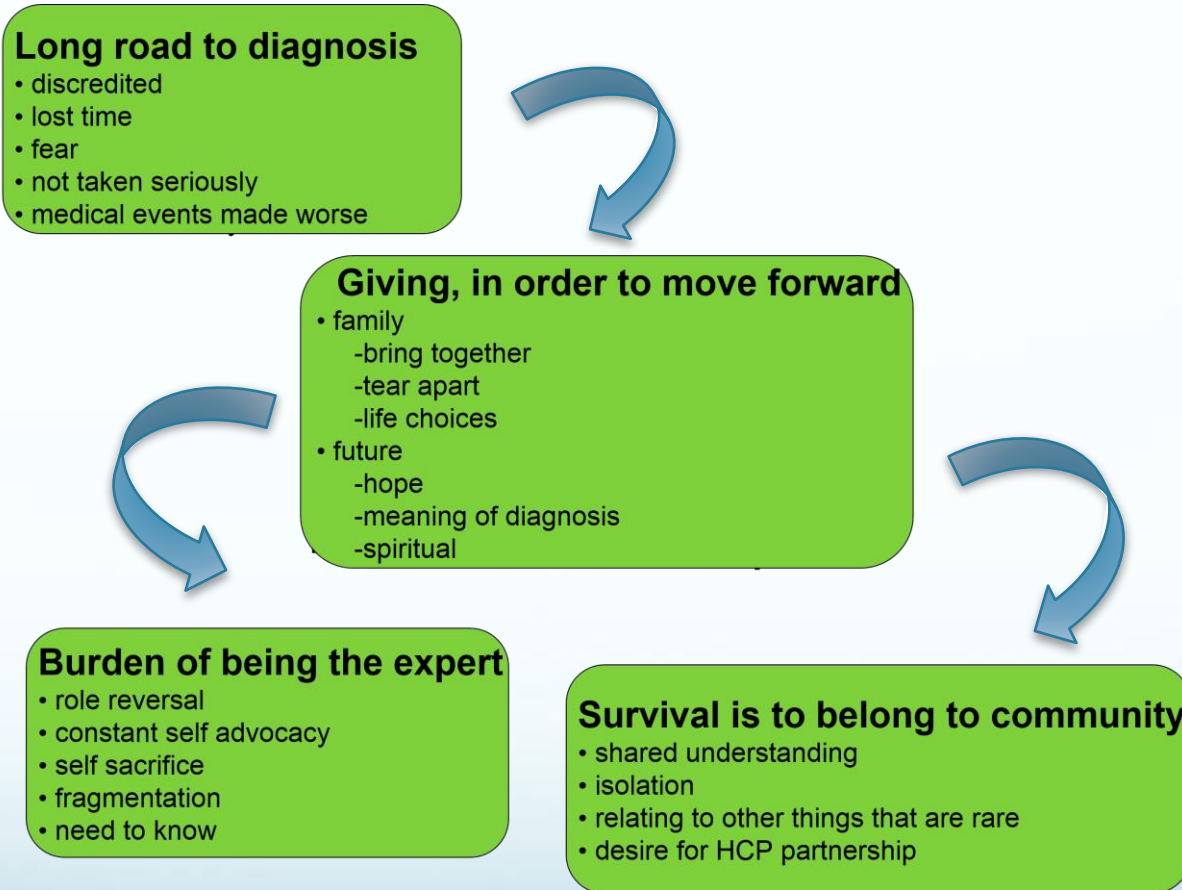 Long road to diagnosis
• discredited
• lost time
• fear
• not taken seriously
• medical events made worse
Giving, in order to move forward
• family
-bring together
-tear apart
-life choices
• future
-hope
-meaning of diagnosis
-spiritual
Burden of being the expert
• role reversal
• constant self advocacy
• self sacrifice
• fragmentation
• need to know
Survival is to belong to community
• shared understanding
• isolation
• relating to other things that are rare
• desire for HCP partnership